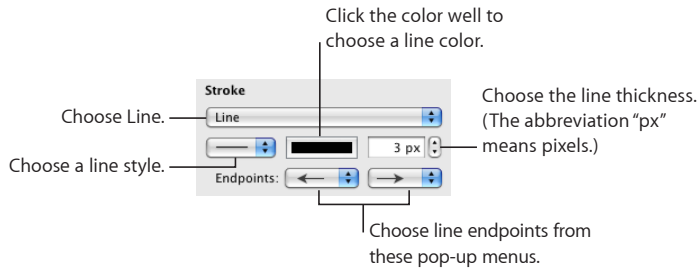 Click the color well to
choose a line color.
Stroke
Choose Line.
Line
Choose the line thickness.
(The abbreviation “px”
means pixels.)
3 px
Choose a line style.
Endpoints:
Choose line endpoints from
these pop-up menus.